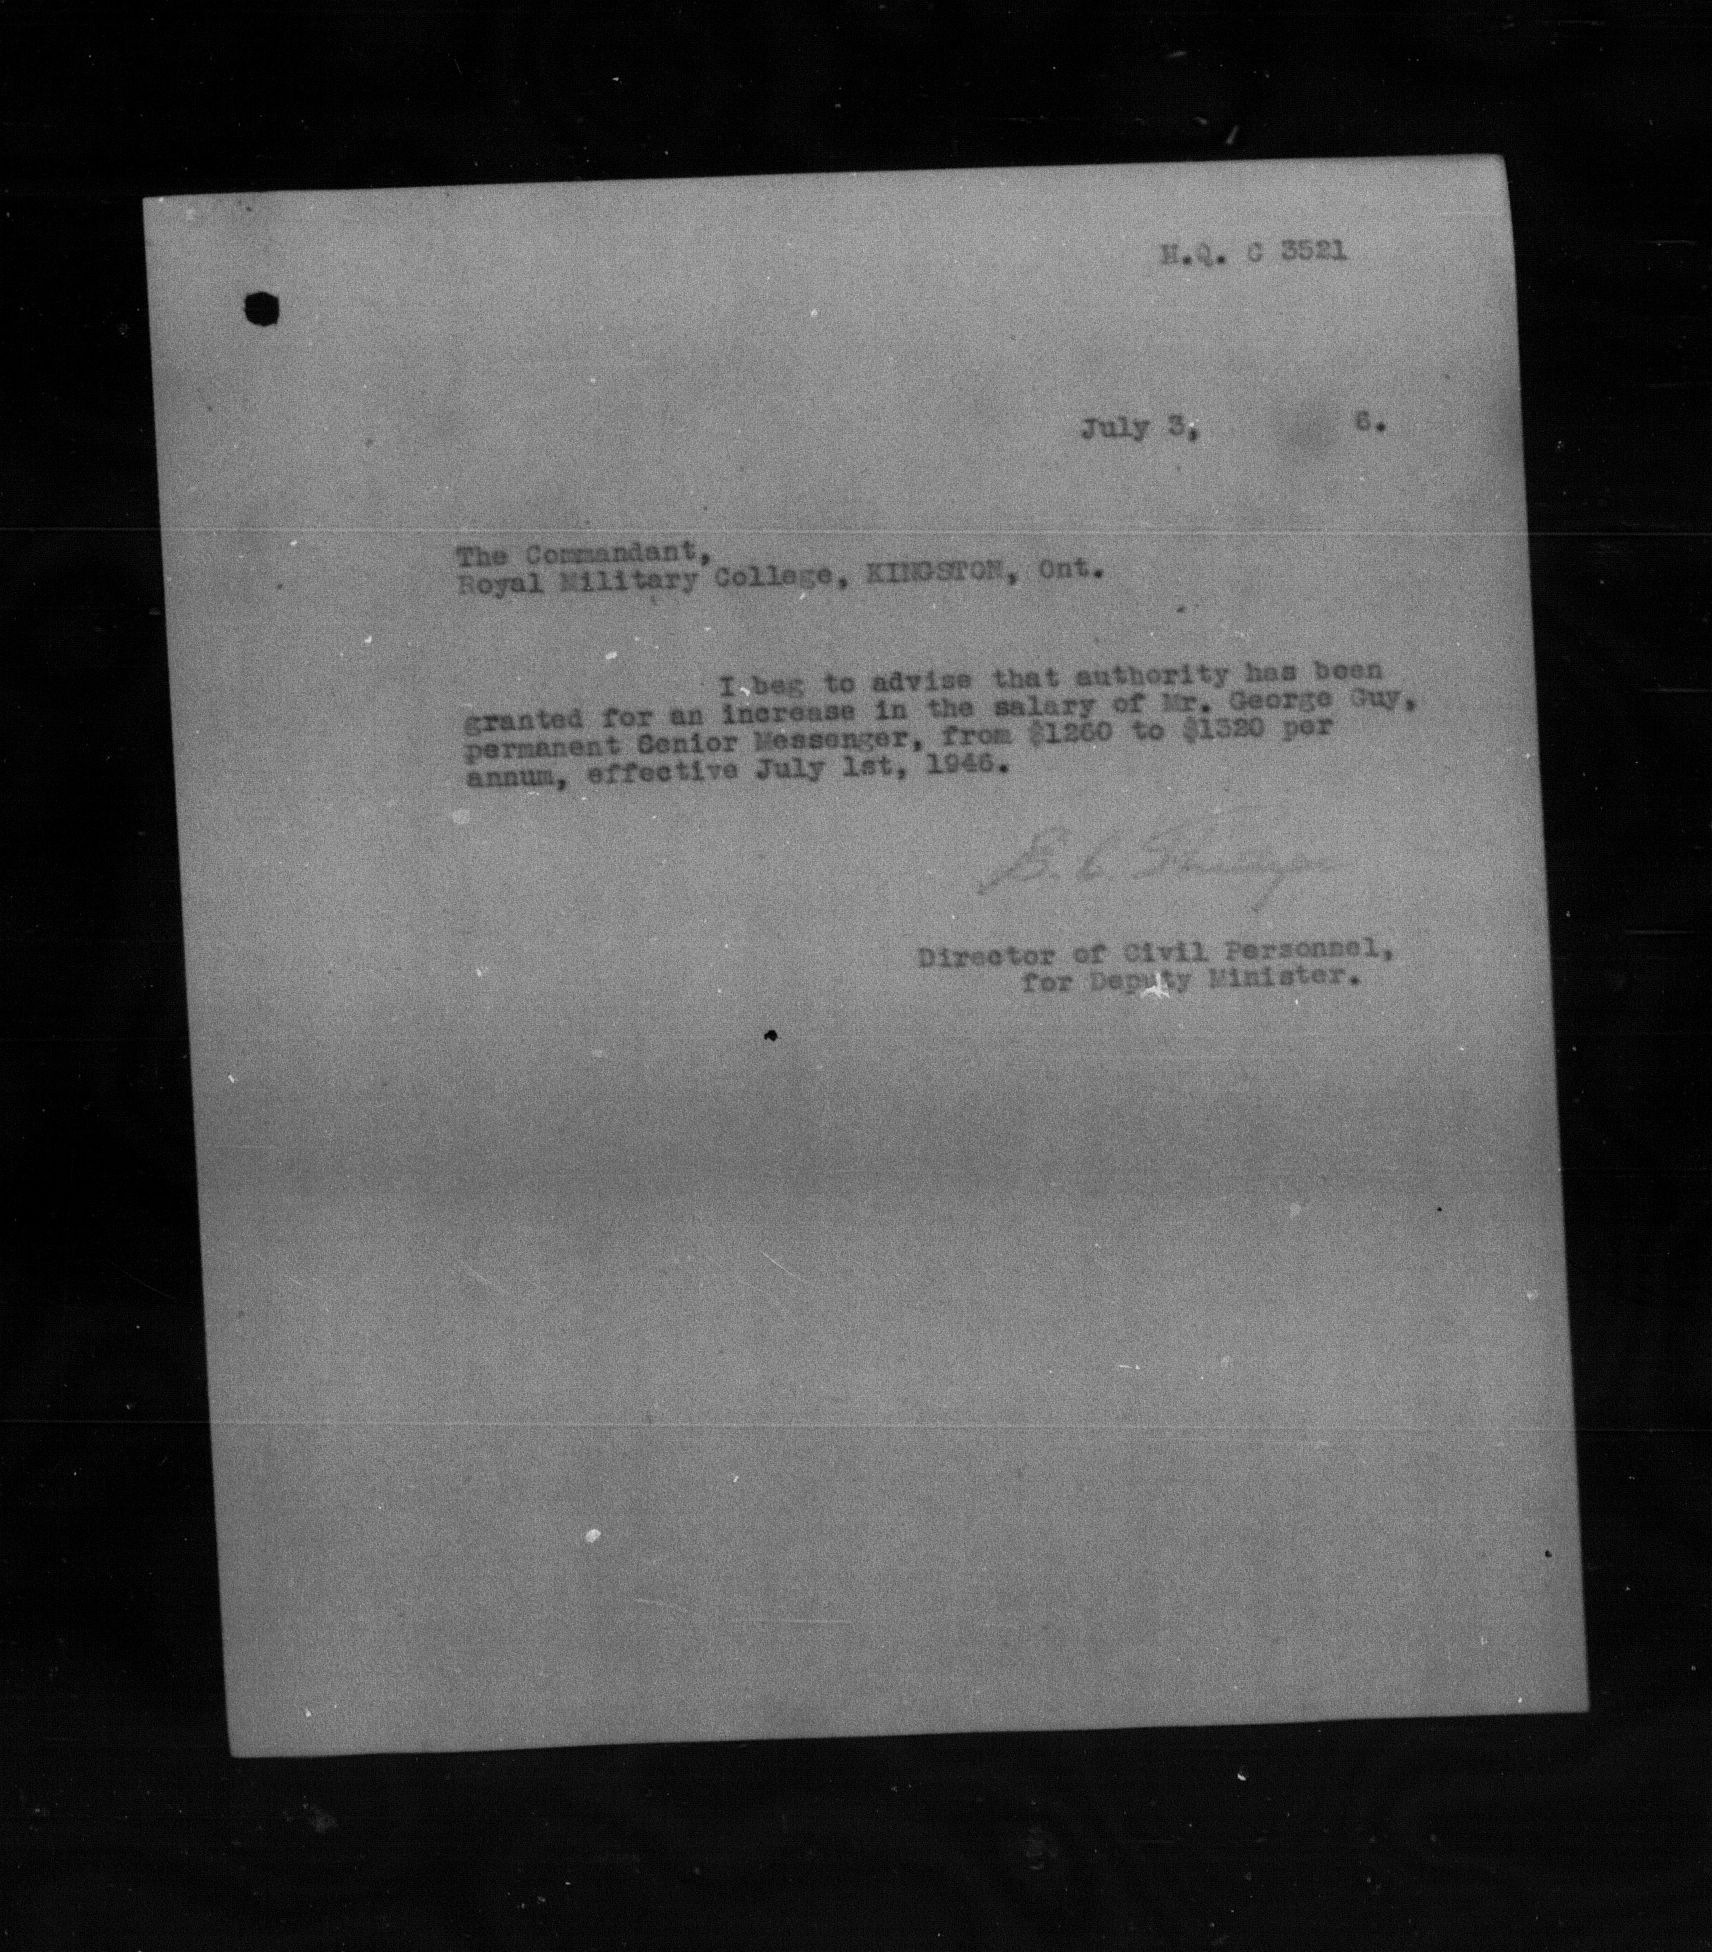 H.Q. C 3521
July 3, 6.
The Commandant,
Royal Military College, KINGSTON, Ont.
I beg to advise that authority has been
granted for an increase in the salary of Mr. George Guy,
permanent Senior Messenger, from $1260 to $1320 per
annum, effective July 1st, 1946.
Director of Civil Personnel,
for Deputy Minister.